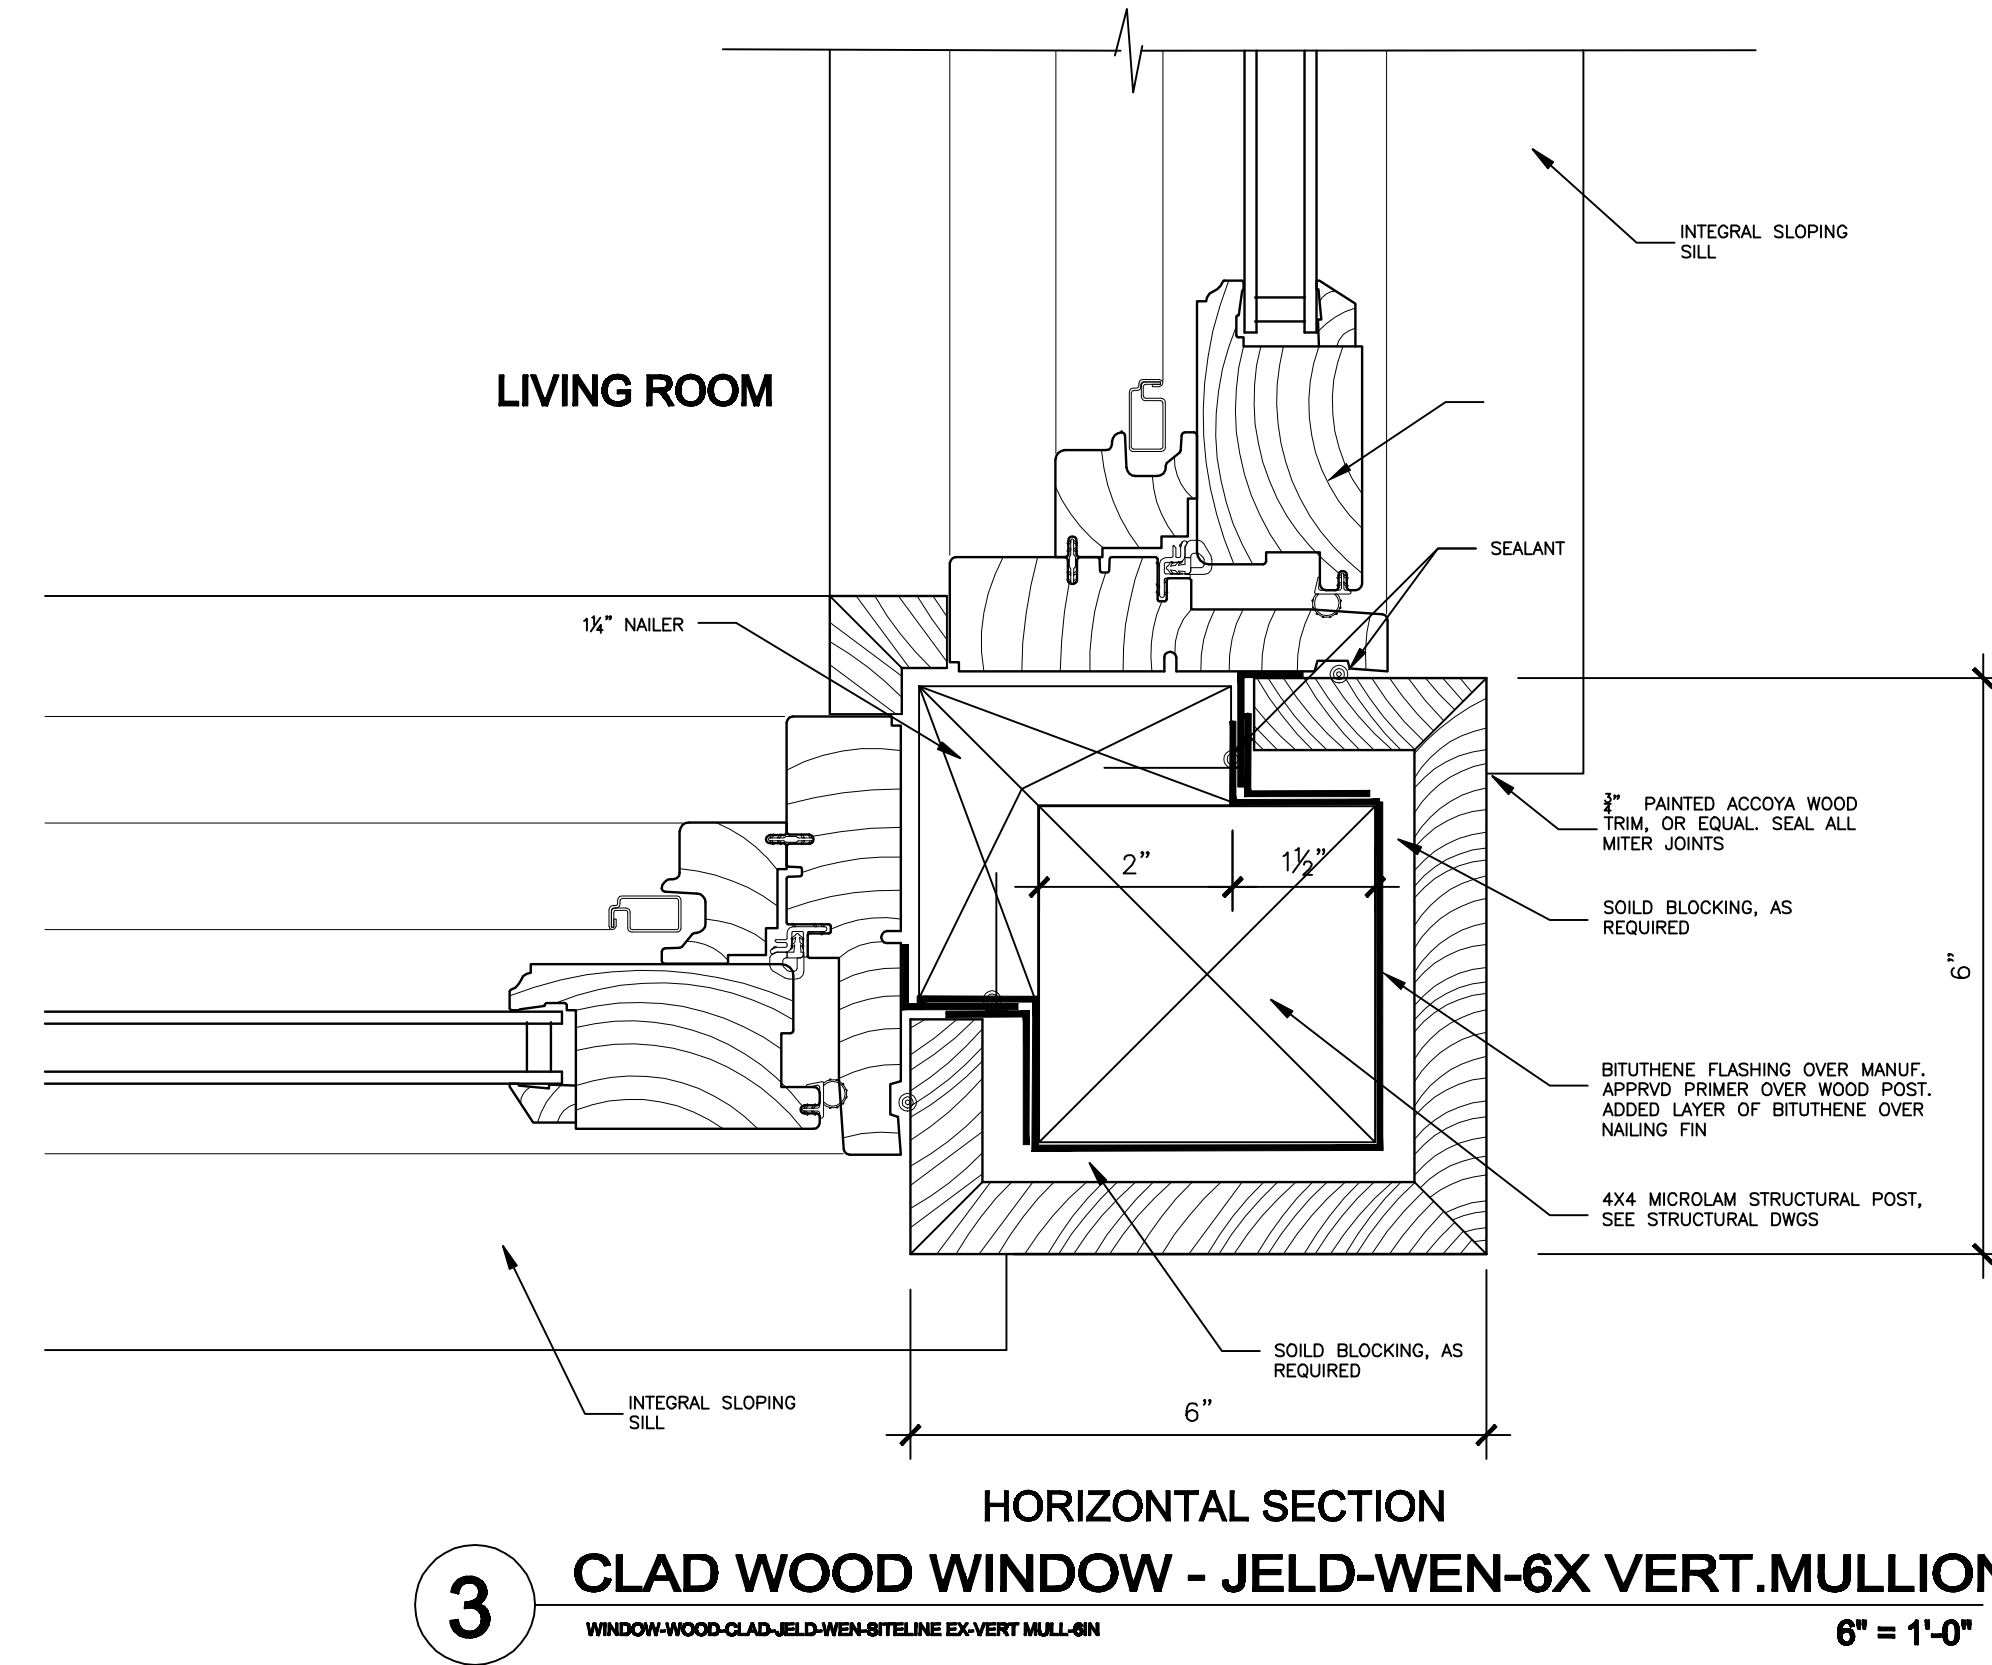 INTEGRAL SLOPING
SILL
LIVING ROOM
SEALANT
1¼” NAILER
¾” PAINTED ACCOYA WOOD
TRIM, OR EQUAL. SEAL ALL
MITER JOINTS
2”
1½”
SOILD BLOCKING, AS
REQUIRED
6”
BITUTHENE FLASHING OVER MANUF.
APPRVD PRIMER OVER WOOD POST.
ADDED LAYER OF BITUTHENE OVER
NAILING FIN
4X4 MICROLAM STRUCTURAL POST,
SEE STRUCTURAL DWGS
SOILD BLOCKING, AS
REQUIRED
INTEGRAL SLOPING
SILL
6”
HORIZONTAL SECTION
3
CLAD WOOD WINDOW - JELD-WEN-6X VERT.MULLION
WINDOW-WOOD-CLAD-JELD-WEN-SITELINE EX-VERT MULL-6IN
6" = 1'-0"